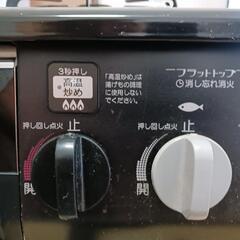 3秒押し
高温
炒め
「高温炒め」は
揚げもの調理
に使用しない
でください。
フラットトップ
消し忘れ消火
押し回し点火
止
開
押し回し点火
止
開